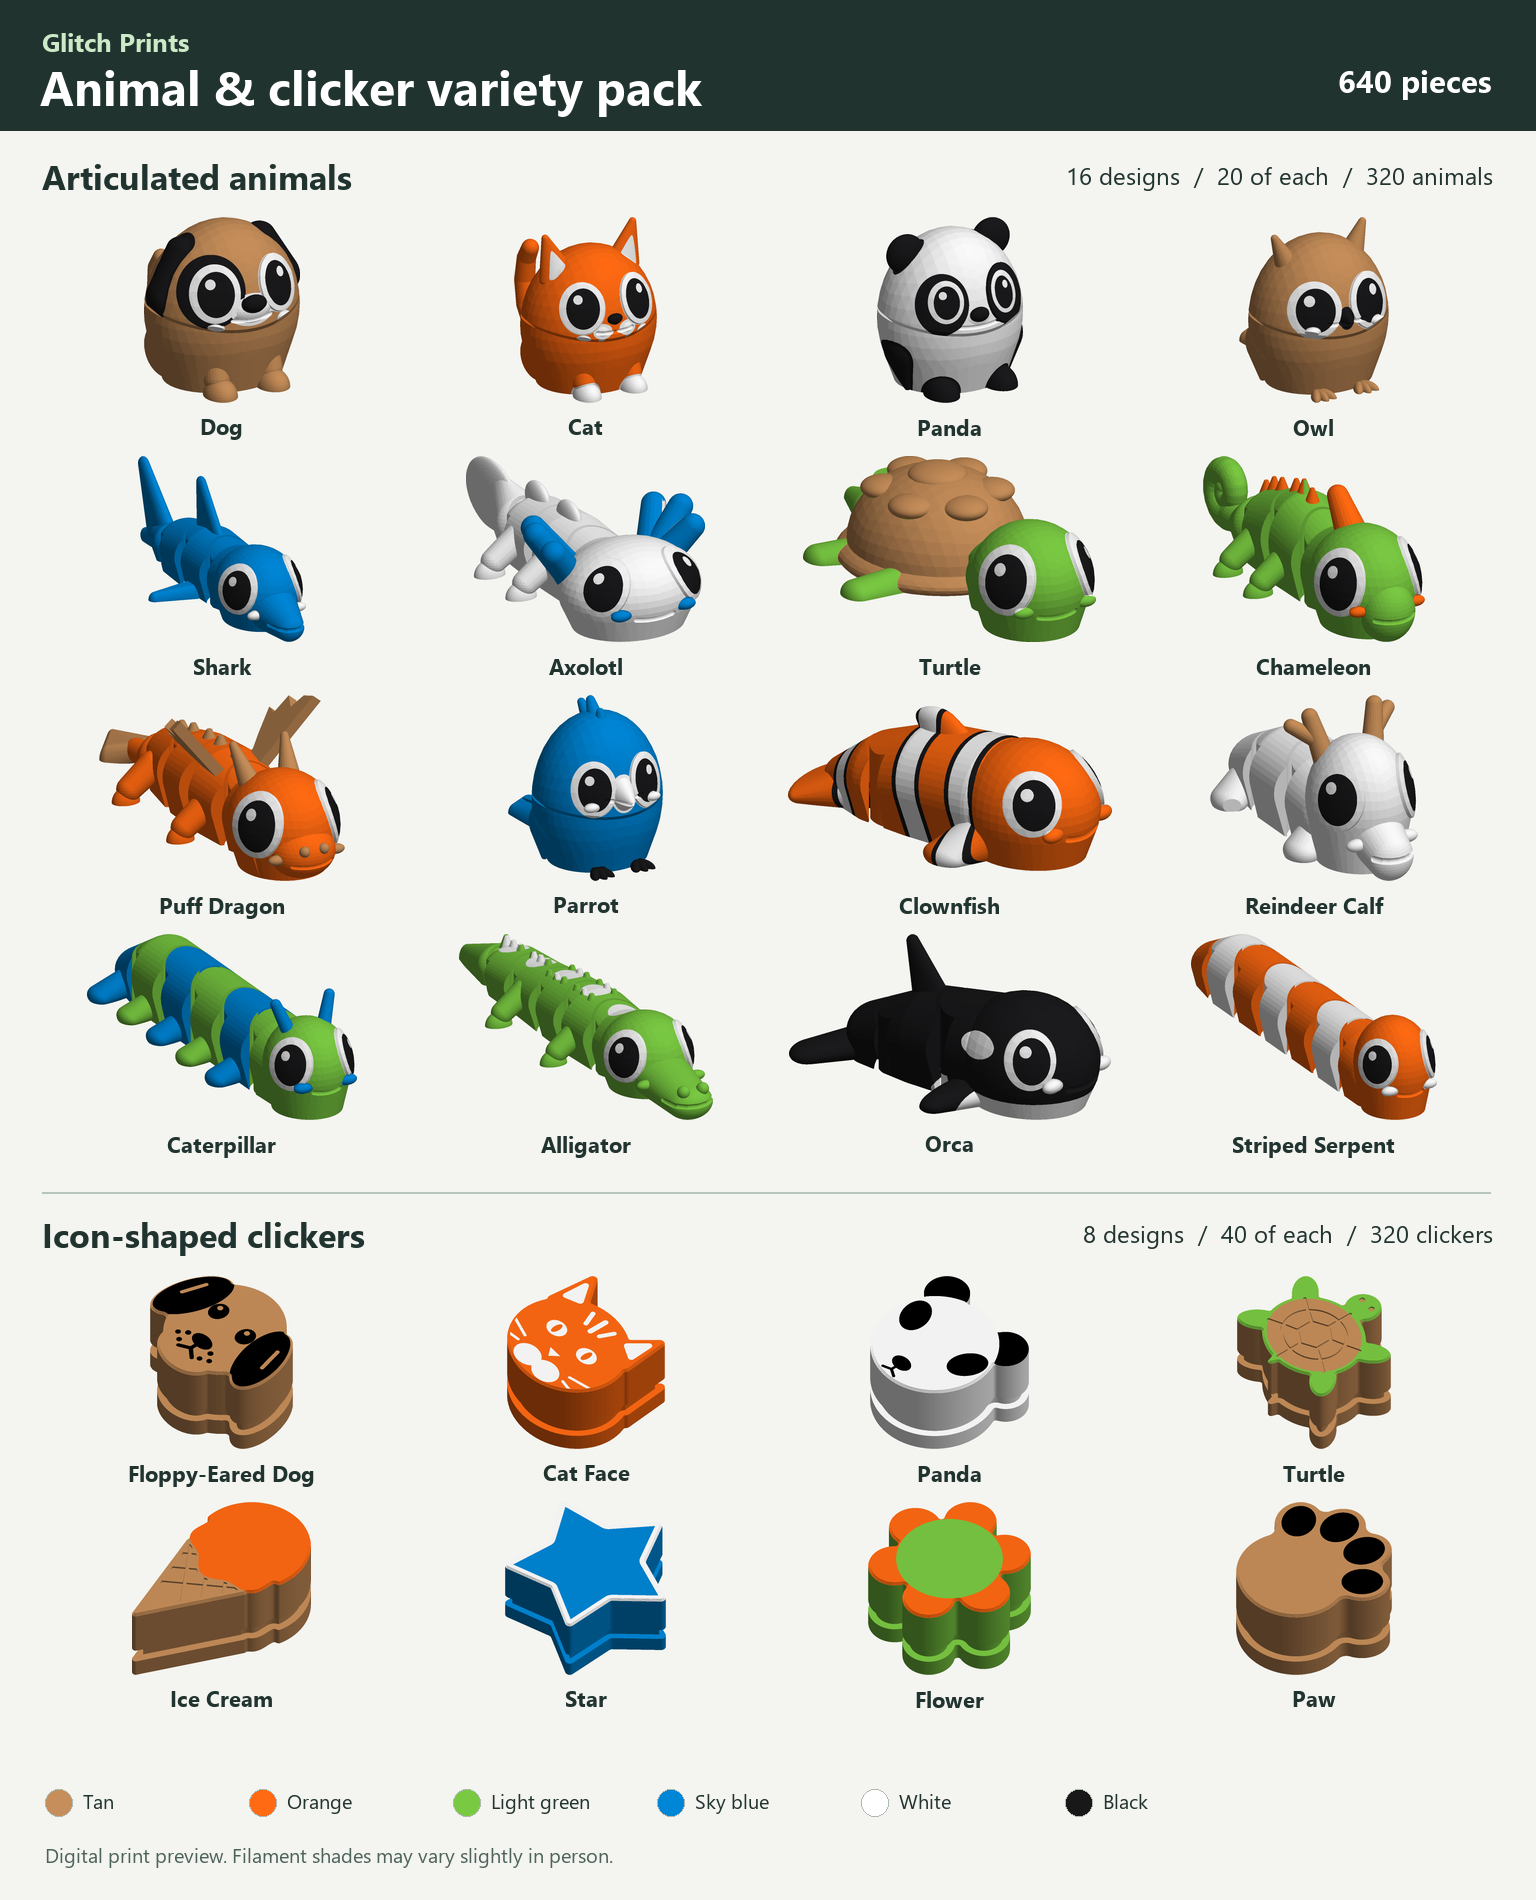 Glitch Prints
Animal & clicker variety pack
640 pieces
Articulated animals
16 designs / 20 of each / 320 animals
Dog
Cat
Panda
Owl
Shark
Axolotl
Turtle
Chameleon
Puff Dragon
Parrot
Clownfish
Reindeer Calf
Caterpillar
Alligator
Orca
Striped Serpent
Icon-shaped clickers
8 designs / 40 of each / 320 clickers
Floppy-Eared Dog
Cat Face
Panda
Turtle
Ice Cream
Star
Flower
Paw
Tan
Orange
Light green
Sky blue
White
Black
Digital print preview. Filament shades may vary slightly in person.